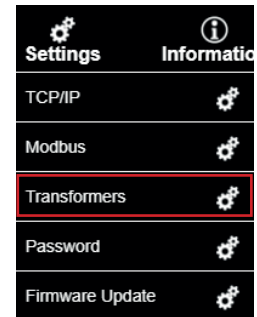 Settings Informatio
TCP/IP
Modbus
Transformers
Password
Firmware Update